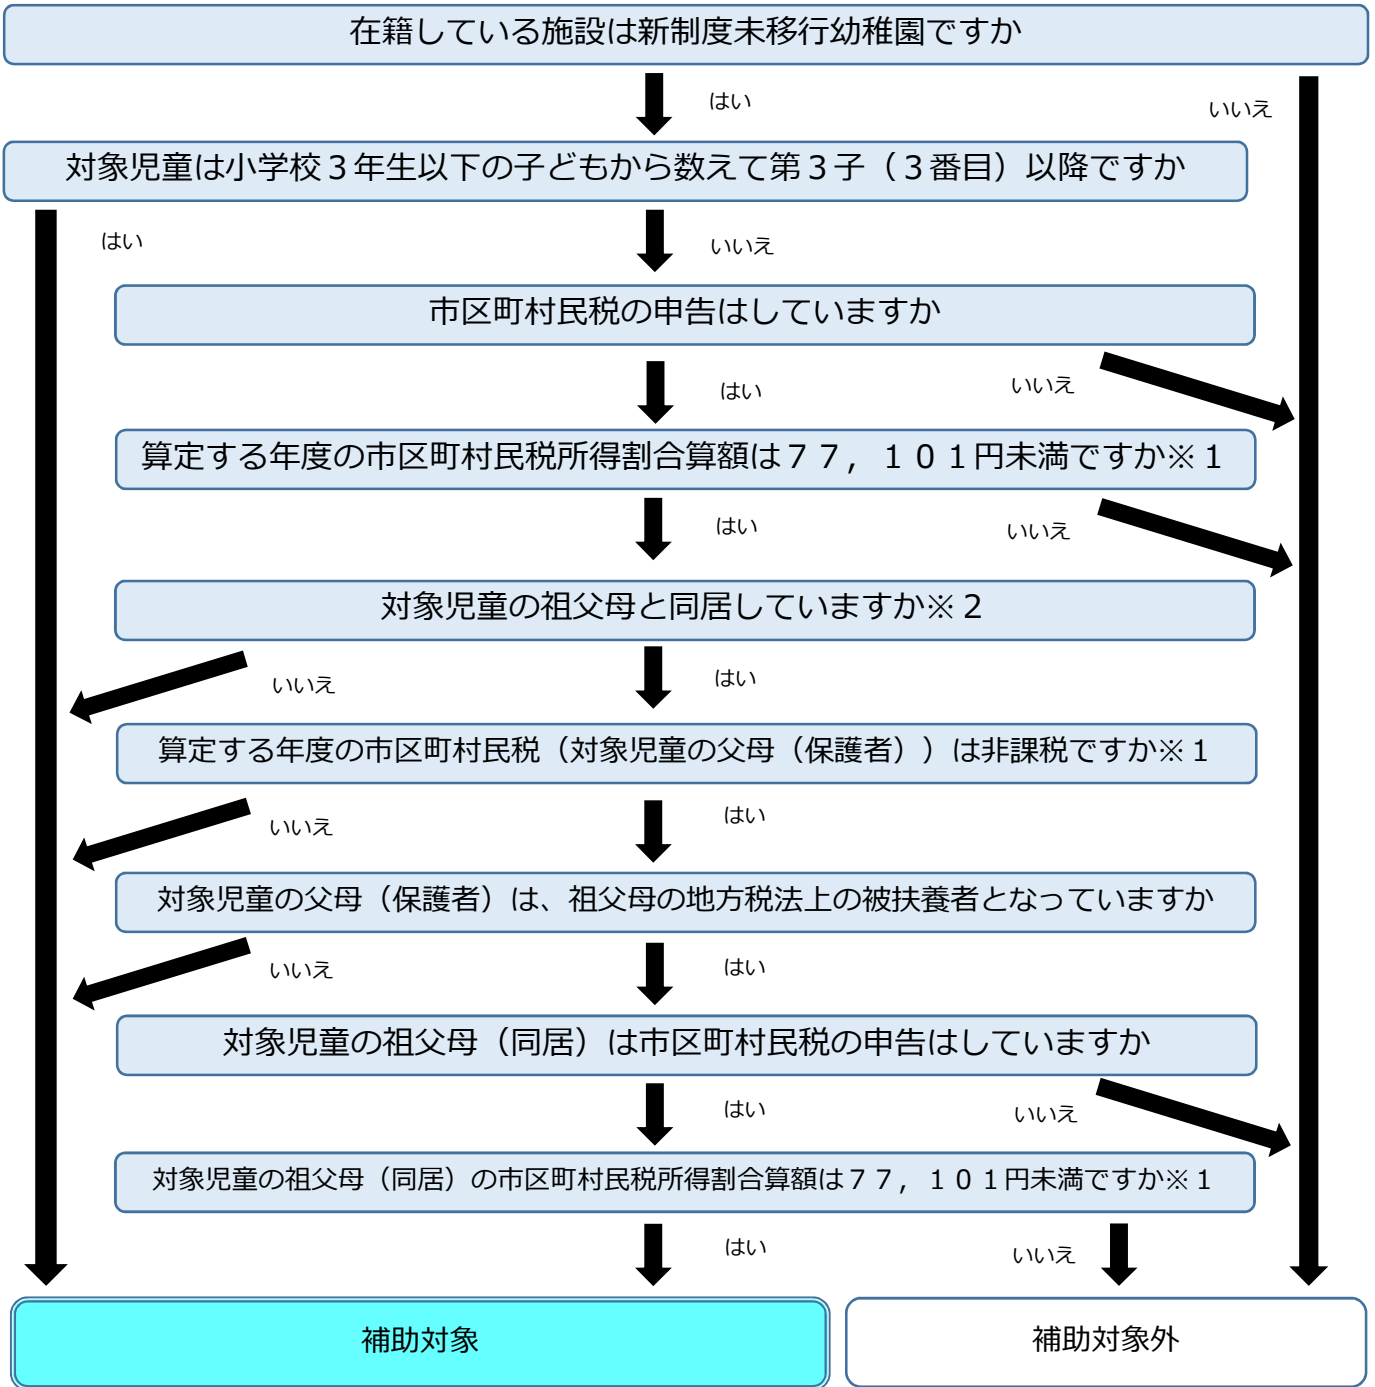 在籍している施設は新制度未移行幼稚園ですか
はい
いいえ
対象児童は小学校３年生以下の子どもから数えて第３子（３番目）以降ですか
はい
いいえ
市区町村民税の申告はしていますか
はい
いいえ
算定する年度の市区町村民税所得割合算額は７７，１０１円未満ですか※１
はい
いいえ
対象児童の祖父母と同居していますか※２
いいえ
はい
算定する年度の市区町村民税（対象児童の父母（保護者））は非課税ですか※１
いいえ
はい
対象児童の父母（保護者）は、祖父母の地方税法上の被扶養者となっていますか
いいえ
はい
対象児童の祖父母（同居）は市区町村民税の申告はしていますか
はい
いいえ
対象児童の祖父母（同居）の市区町村民税所得割合算額は７７，１０１円未満ですか※１
はい
いいえ
補助対象
補助対象外